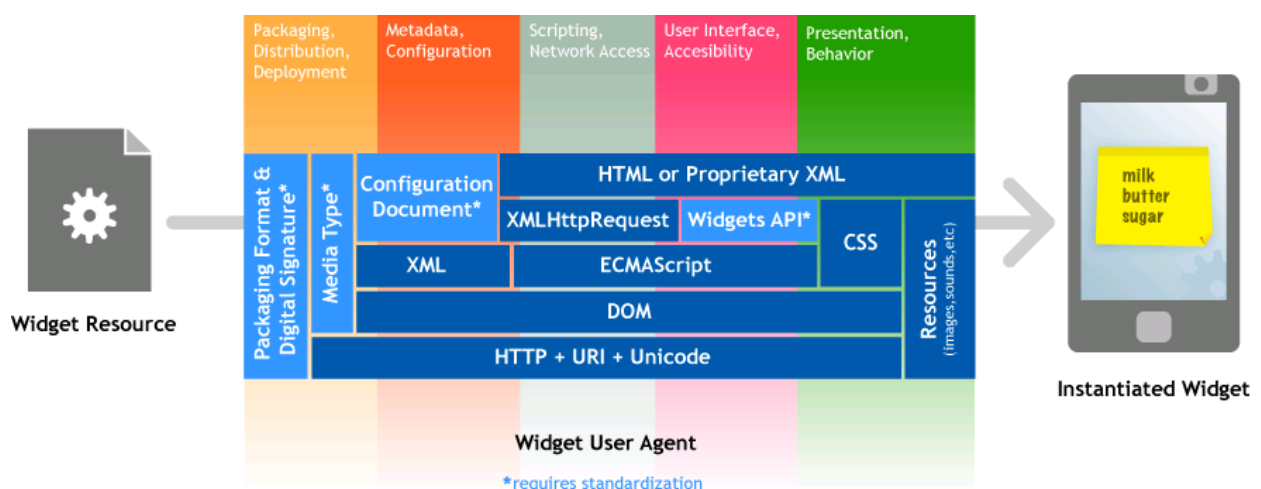 Packaging,
Distribution,
Deployment
Metadata,
Configuration
Scripting,
Network Access
User Interface,
Accesibility
Presentation,
Behavior
Packaging Format &
Digital Signature*
Media Type*
Configuration
Document*
HTML or Proprietary XML
XMLHttpRequest
Widgets API*
CSS
Resources
(images,sounds,etc)
XML
ECMAScript
DOM
HTTP + URI + Unicode
Widget Resource
milk
butter
sugar
Instantiated Widget
Widget User Agent
*requires standardization